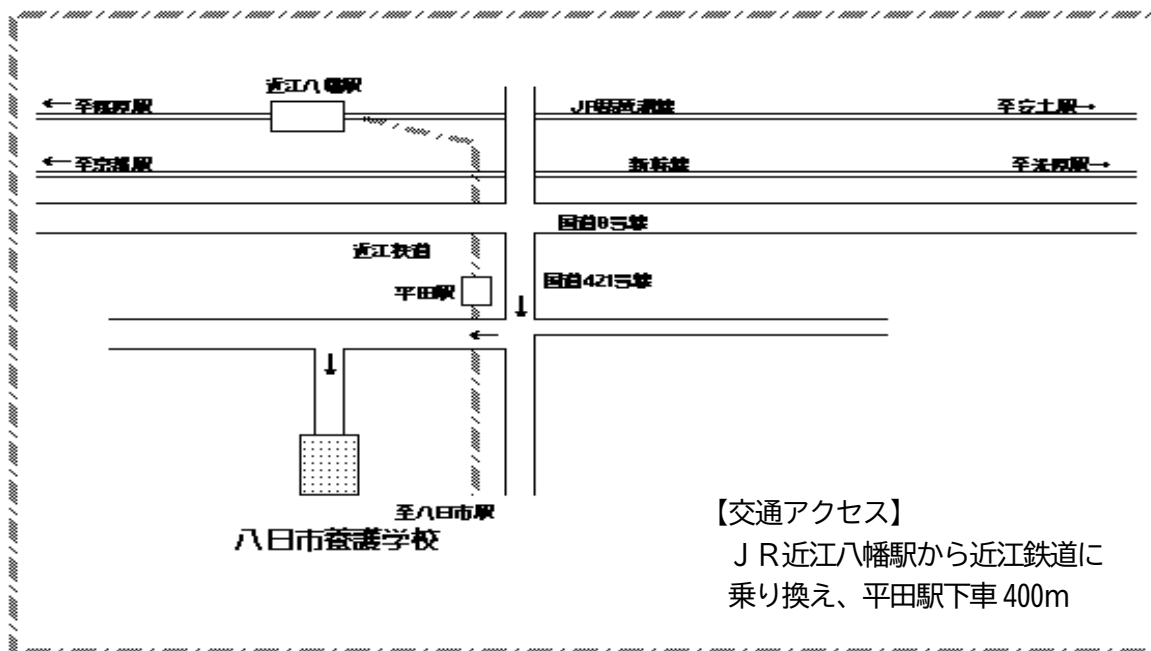 近江八幡駅
←至篠原駅
JR琵琶湖線
至安土駅→
←至京都駅
新幹線
至米原駅→
国道8号線
近江鉄道
国道421号線
平田駅
至八日市駅
八日市養護学校
【交通アクセス】
ＪＲ近江八幡駅から近江鉄道に
乗り換え、平田駅下車 400m